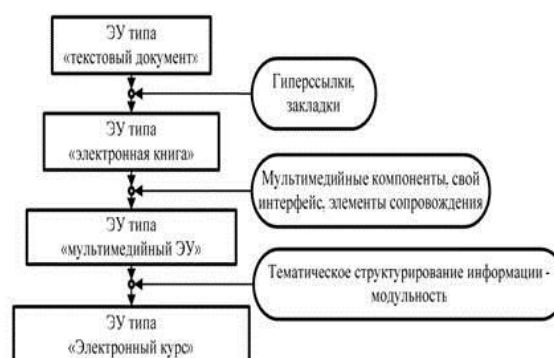 ЭУ типа
«текстовый документ»
Гиперссылки,
закладки
ЭУ типа
«электронная книга»
Мультимедийные компоненты, свой
интерфейс, элементы сопровождения
ЭУ типа
«мультимедийный ЭУ»
Тематическое структурирование информации -
модульность
ЭУ типа
«Электронный курс»